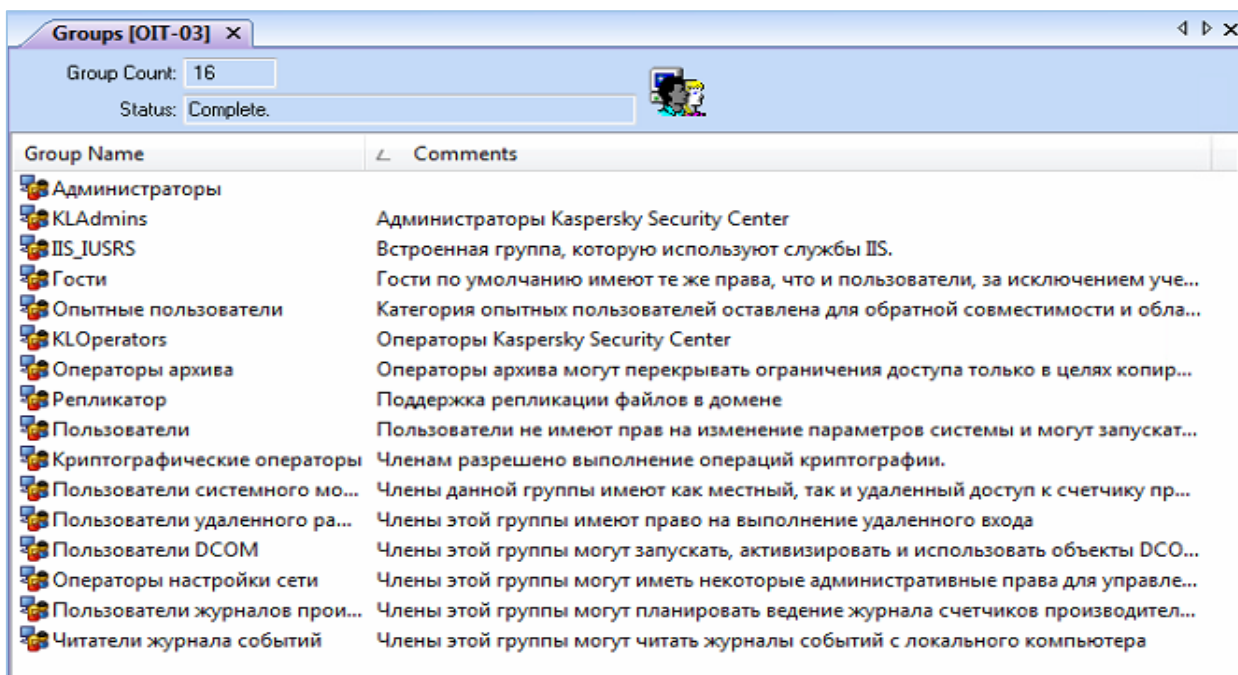 Groups [OIT-03]
Group Count: 16
Status: Complete.
Group Name Comments
Администраторы
KLAdmins Администраторы Kaspersky Security Center
IIS_IUSRS Встроенная группа, которую используют службы IIS.
Гости Гости по умолчанию имеют те же права, что и пользователи, за исключением уче...
Опытные пользователи Категория опытных пользователей оставлена для обратной совместимости и обла...
KLOperators Операторы Kaspersky Security Center
Операторы архива Операторы архива могут перекрывать ограничения доступа только в целях копир...
Репликатор Поддержка репликации файлов в домене
Пользователи Пользователи не имеют прав на изменение параметров системы и могут запускат...
Криптографические операторы Членам разрешено выполнение операций криптографии.
Пользователи системного мо... Члены данной группы имеют как местный, так и удаленный доступ к счетчику пр...
Пользователи удаленного ра... Члены этой группы имеют право на выполнение удаленного входа
Пользователи DCOM Члены этой группы могут запускать, активизировать и использовать объекты DCO...
Операторы настройки сети Члены этой группы могут иметь некоторые административные права для управле...
Пользователи журналов прои... Члены этой группы могут планировать ведение журнала счетчиков производител...
Читатели журнала событий Члены этой группы могут читать журналы событий с локального компьютера